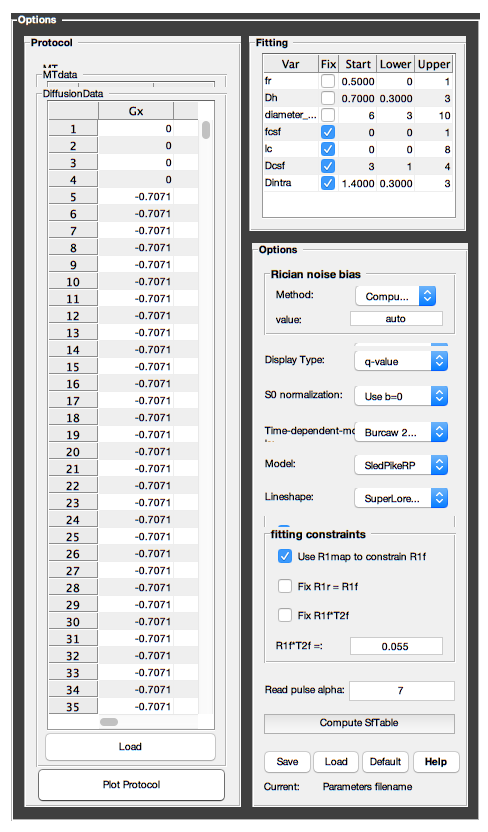 Options
Protocol
MTdata
DiffusionData
Gx
1 0
2 0
3 0
4 0
5 -0.7071
6 -0.7071
7 -0.7071
8 -0.7071
9 -0.7071
10 -0.7071
11 -0.7071
12 -0.7071
13 -0.7071
14 -0.7071
15 -0.7071
16 -0.7071
17 -0.7071
18 -0.7071
19 -0.7071
20 -0.7071
21 -0.7071
22 -0.7071
23 -0.7071
24 -0.7071
25 -0.7071
26 -0.7071
27 -0.7071
28 -0.7071
29 -0.7071
30 -0.7071
31 -0.7071
32 -0.7071
33 -0.7071
34 -0.7071
35 -0.7071
Load
Plot Protocol
Fitting
Var Fix Start Lower Upper
fr 0.5000 0 1
Dh 0.7000 0.3000 3
diameter_... 6 3 10
fcsf 0 0 1
lc 0 0 8
Dcsf 3 1 4
Dintra 1.4000 0.3000 3
Options
Rician noise bias
Method: Compu...
value: auto
Display Type: q-value
S0 normalization: Use b=0
Time-dependent-mo Burcaw 2...
Model: SledPikeRP
Lineshape: SuperLore...
fitting constraints
Use R1map to constrain R1f
Fix R1r = R1f
Fix R1f*T2f
R1f*T2f =: 0.055
Read pulse alpha: 7
Compute SfTable
Save Load Default Help
Current: Parameters filename